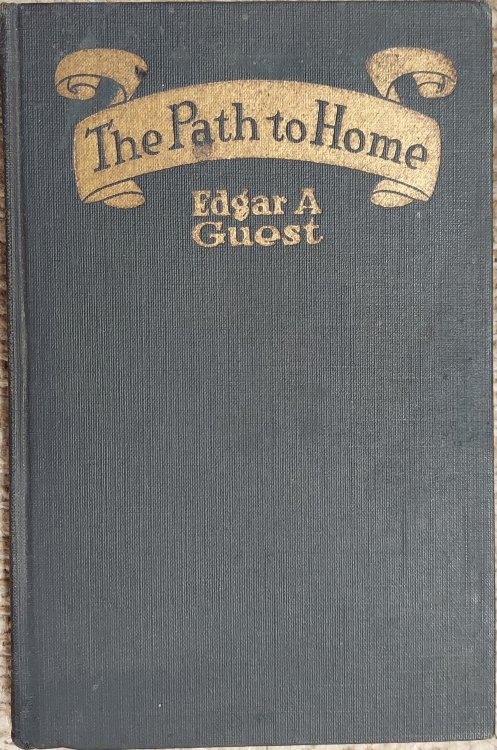 The Path to Home
Edgar A
Guest